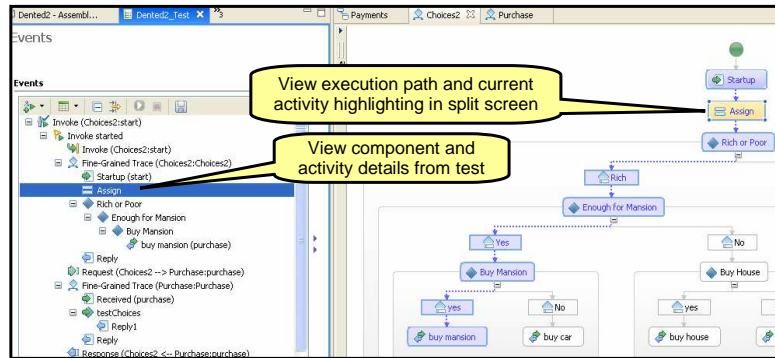 Dented2 - Assembl...
Dented2_Test
3
Payments
Choices2
Purchase
Events
Events
View execution path and current
activity highlighting in split screen
View component and
activity details from test
Invoke (Choices2:start)
Invoke started
Invoke (Choices2:start)
Fine-Grained Trace (Choices2:Choices2)
Startup (start)
Assign
Rich or Poor
Enough for Mansion
Buy Mansion
buy mansion (purchase)
Reply
Request (Choices2 --> Purchase:purchase)
Fine-Grained Trace (Purchase:Purchase)
Received (purchase)
testChoices
Reply1
Reply
Response (Choices2 <-- Purchase:purchase)
Startup
Assign
Rich or Poor
Rich
Enough for Mansion
Yes
No
Buy Mansion
Buy House
yes
No
yes
buy mansion
buy car
buy house